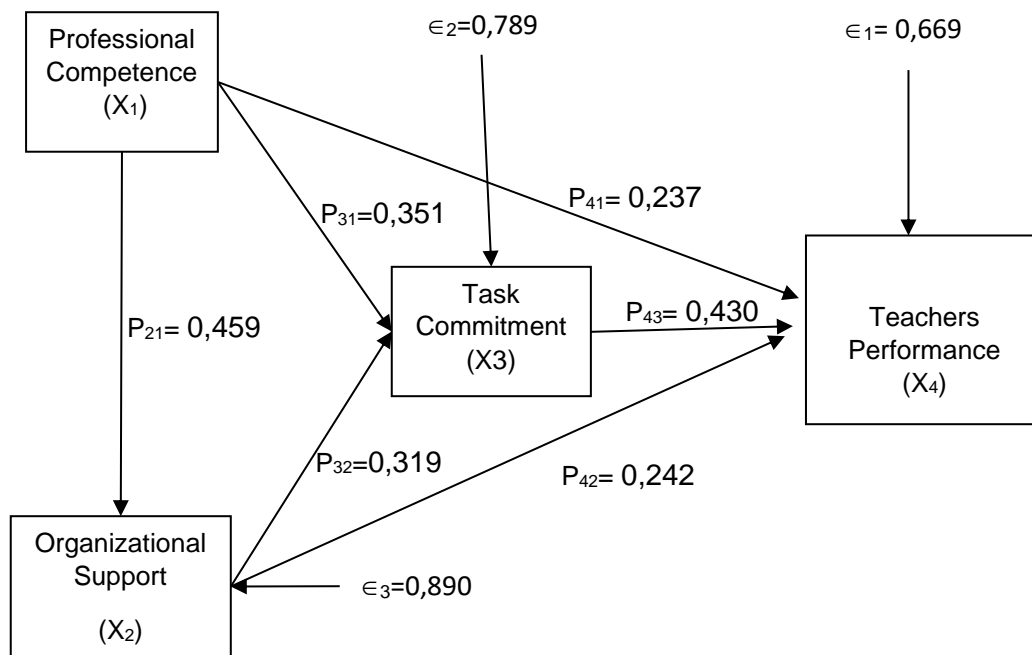 Professional
Competence
(X₁)
∈₂=0,789
∈₁= 0,669
P₃₁=0,351
P₄₁= 0,237
P₂₁= 0,459
Task
Commitment
(X3)
P₄₃= 0,430
Teachers
Performance
(X₄)
P₃₂=0,319
P₄₂= 0,242
Organizational
Support
(X₂)
∈₃=0,890